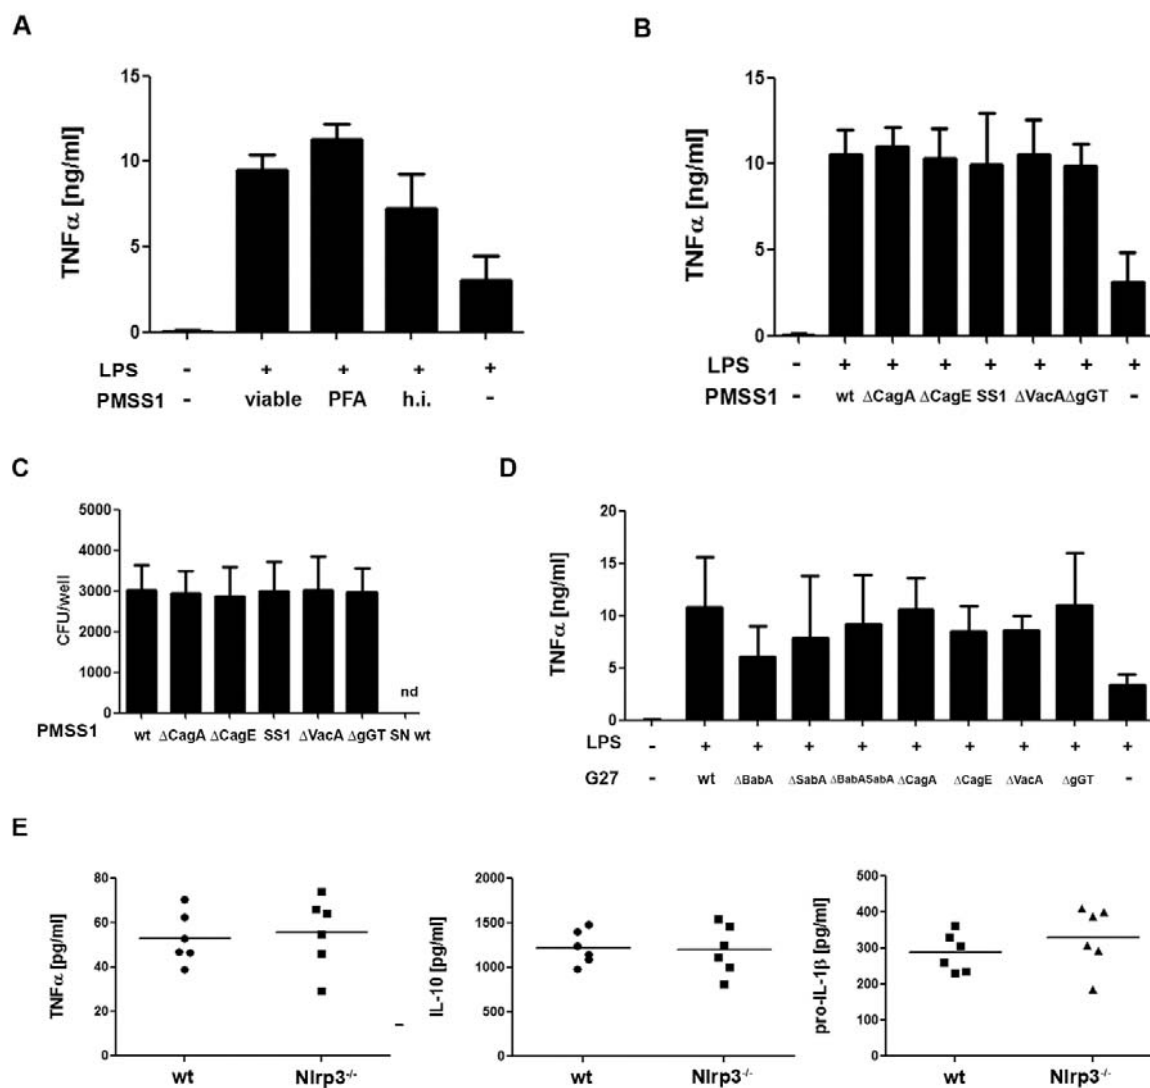 A
TNFα [ng/ml]
15
10
5
0
LPS - + + + +
PMSS1 - viable PFA h.i. -
B
TNFα [ng/ml]
15
10
5
0
LPS - + + + + + + +
PMSS1 - wt ΔCagA ΔCagE SS1 ΔVacA ΔgGT -
C
CFU/well
5000
4000
3000
2000
1000
0
nd
PMSS1 wt ΔCagA ΔCagE SS1 ΔVacA ΔgGT SN wt
D
TNFα [ng/ml]
20
15
10
5
0
LPS - + + + + + + + +
G27 - wt ΔBabA ΔSabA ΔBabASabA ΔCagA ΔCagE ΔVacA ΔgGT -
E
TNFα [pg/ml]
80
60
40
20
0
wt Nlrp3-/-
IL-10 [pg/ml]
2000
1500
1000
500
0
wt Nlrp3-/-
pro-IL-1β [pg/ml]
500
400
300
200
100
0
wt Nlrp3-/-